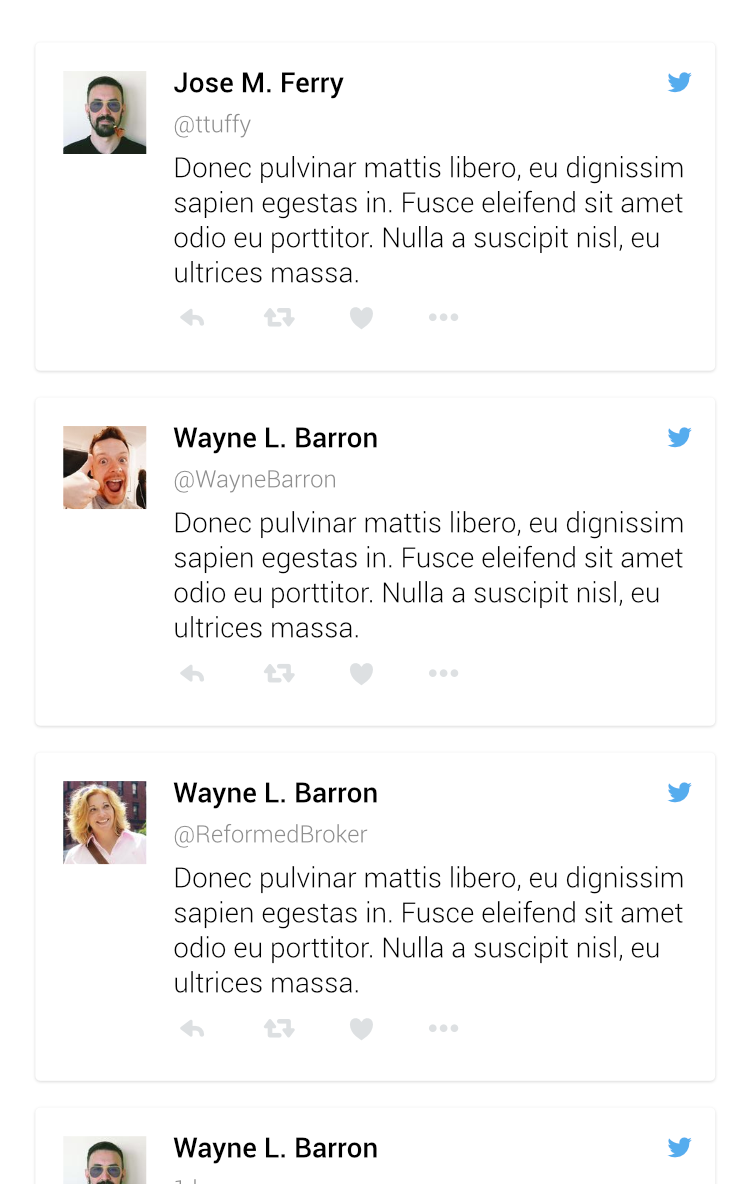 Jose M. Ferry
@ttuffy
Donec pulvinar mattis libero, eu dignissim
sapien egestas in. Fusce eleifend sit amet
odio eu porttitor. Nulla a suscipit nisl, eu
ultrices massa.
Wayne L. Barron
@WayneBarron
Donec pulvinar mattis libero, eu dignissim
sapien egestas in. Fusce eleifend sit amet
odio eu porttitor. Nulla a suscipit nisl, eu
ultrices massa.
Wayne L. Barron
@ReformedBroker
Donec pulvinar mattis libero, eu dignissim
sapien egestas in. Fusce eleifend sit amet
odio eu porttitor. Nulla a suscipit nisl, eu
ultrices massa.
Wayne L. Barron